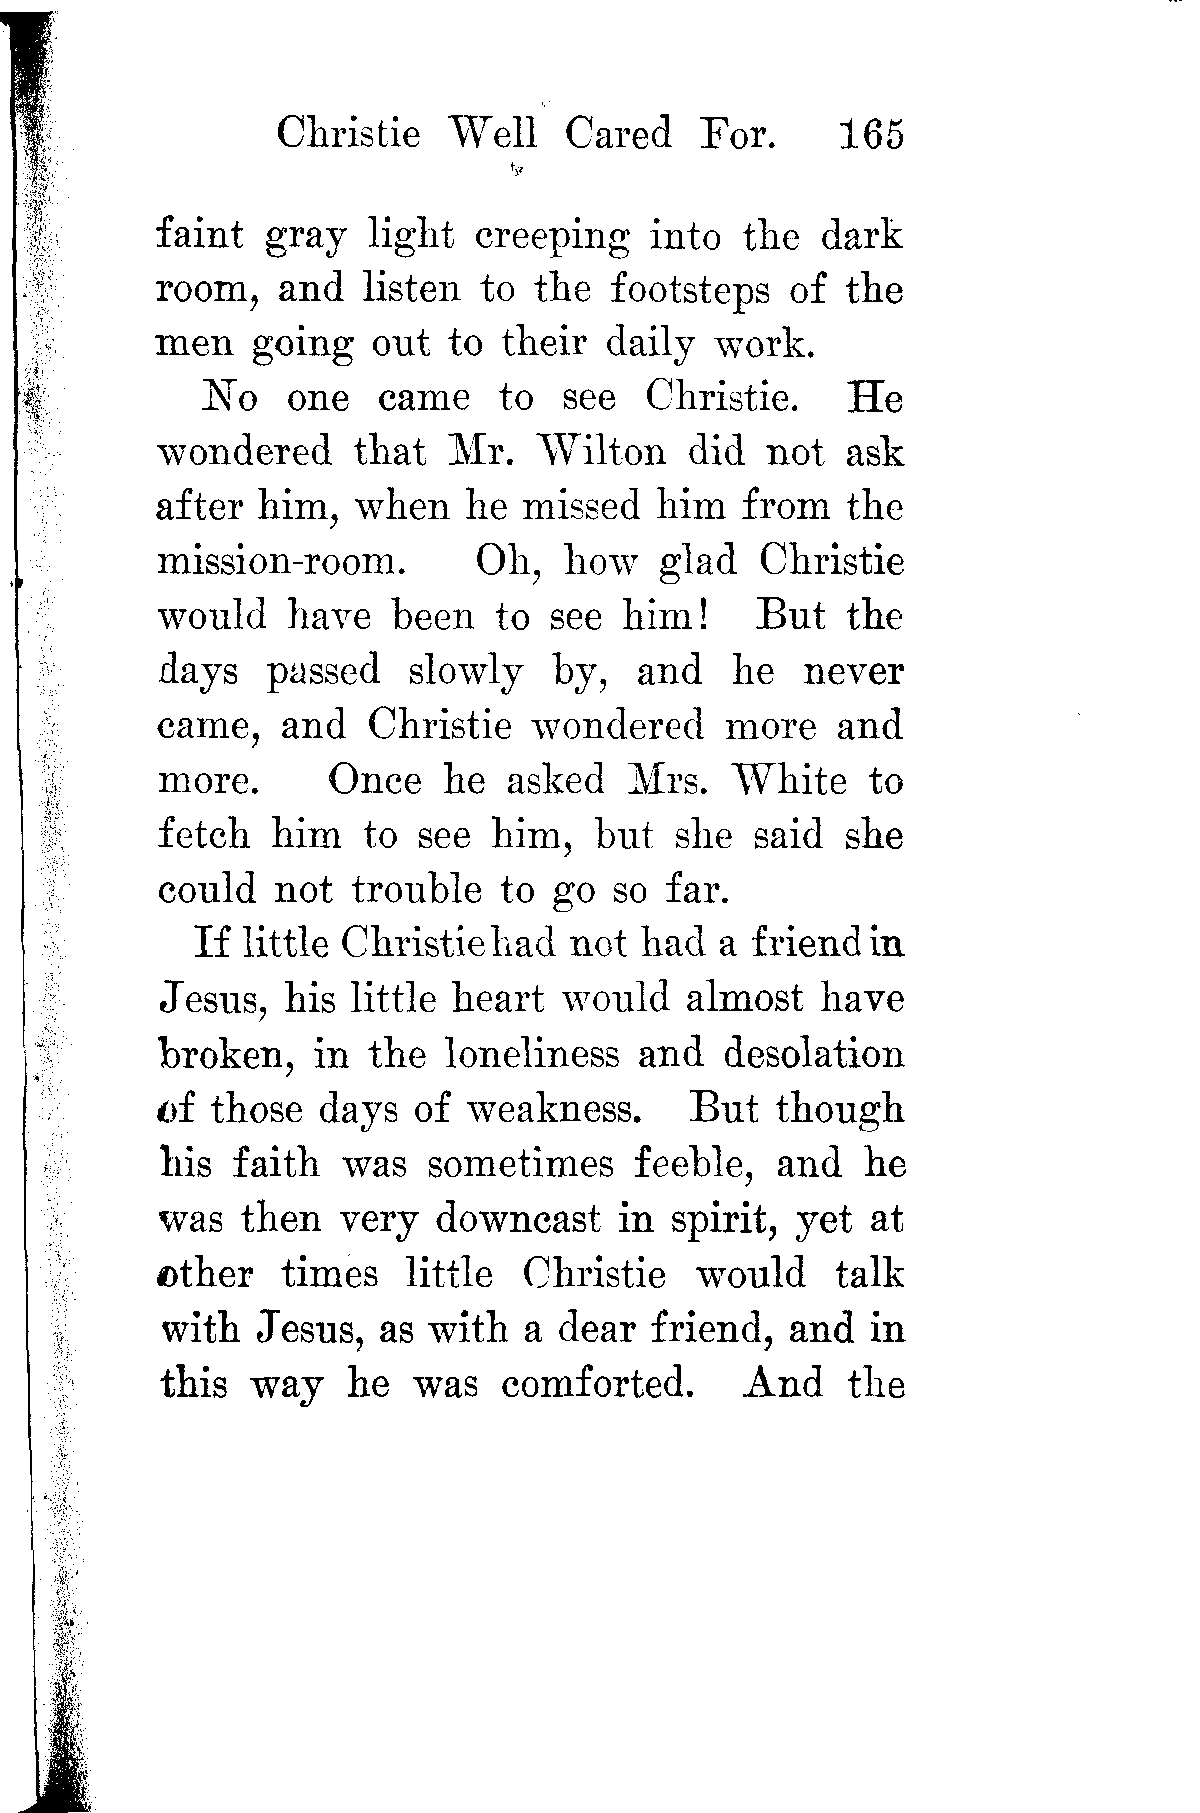 Christie Well Cared For. 165
faint gray light creeping into the dark
room, and listen to the footsteps of the
men going out to their daily work.
No one came to see Christie. He
wondered that Mr. Wilton did not ask
after him, when he missed him from the
mission-room. Oh, how glad Christie
would have been to see him! But the
days passed slowly by, and he never
came, and Christie wondered more and
more. Once he asked Mrs. White to
fetch him to see him, but she said she
could not trouble to go so far.
If little Christie had not had a friend in
Jesus, his little heart would almost have
broken, in the loneliness and desolation
of those days of weakness. But though
his faith was sometimes feeble, and he
was then very downcast in spirit, yet at
other times little Christie would talk
with Jesus, as with a dear friend, and in
this way he was comforted. And the